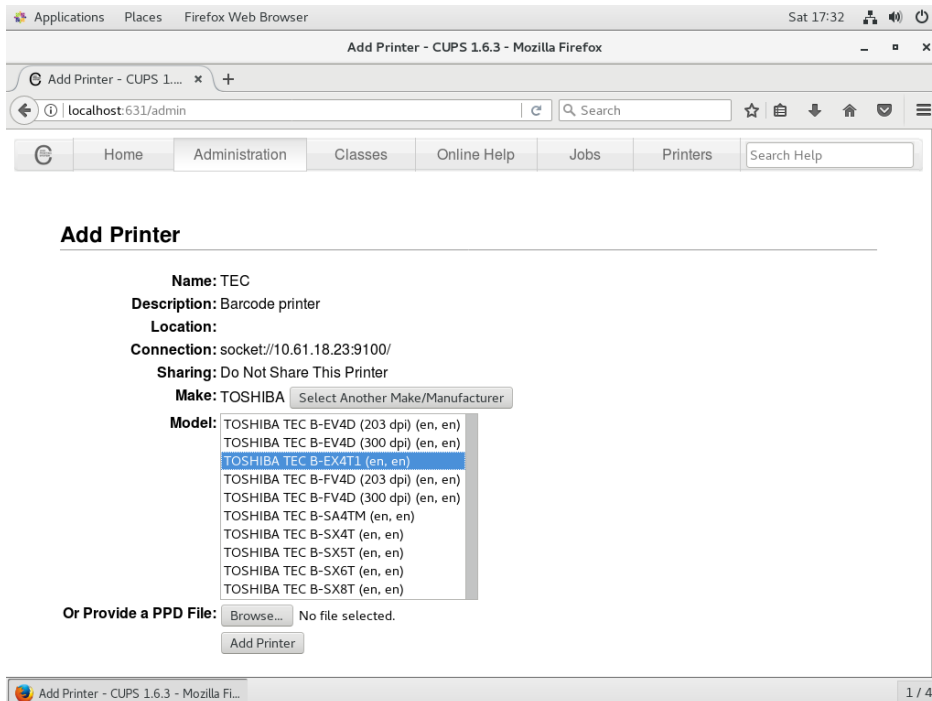 Applications Places Firefox Web Browser Sat 17:32
Add Printer - CUPS 1.6.3 - Mozilla Firefox
Add Printer - CUPS 1....
localhost:631/admin Search
Home Administration Classes Online Help Jobs Printers Search Help
Add Printer
Name: TEC
Description: Barcode printer
Location:
Connection: socket://10.61.18.23:9100/
Sharing: Do Not Share This Printer
Make: TOSHIBA Select Another Make/Manufacturer
Model: TOSHIBA TEC B-EV4D (203 dpi) (en, en)
TOSHIBA TEC B-EV4D (300 dpi) (en, en)
TOSHIBA TEC B-EX4T1 (en, en)
TOSHIBA TEC B-FV4D (203 dpi) (en, en)
TOSHIBA TEC B-FV4D (300 dpi) (en, en)
TOSHIBA TEC B-SA4TM (en, en)
TOSHIBA TEC B-SX4T (en, en)
TOSHIBA TEC B-SX5T (en, en)
TOSHIBA TEC B-SX6T (en, en)
TOSHIBA TEC B-SX8T (en, en)
Or Provide a PPD File: Browse... No file selected.
Add Printer
Add Printer - CUPS 1.6.3 - Mozilla Fi... 1 / 4